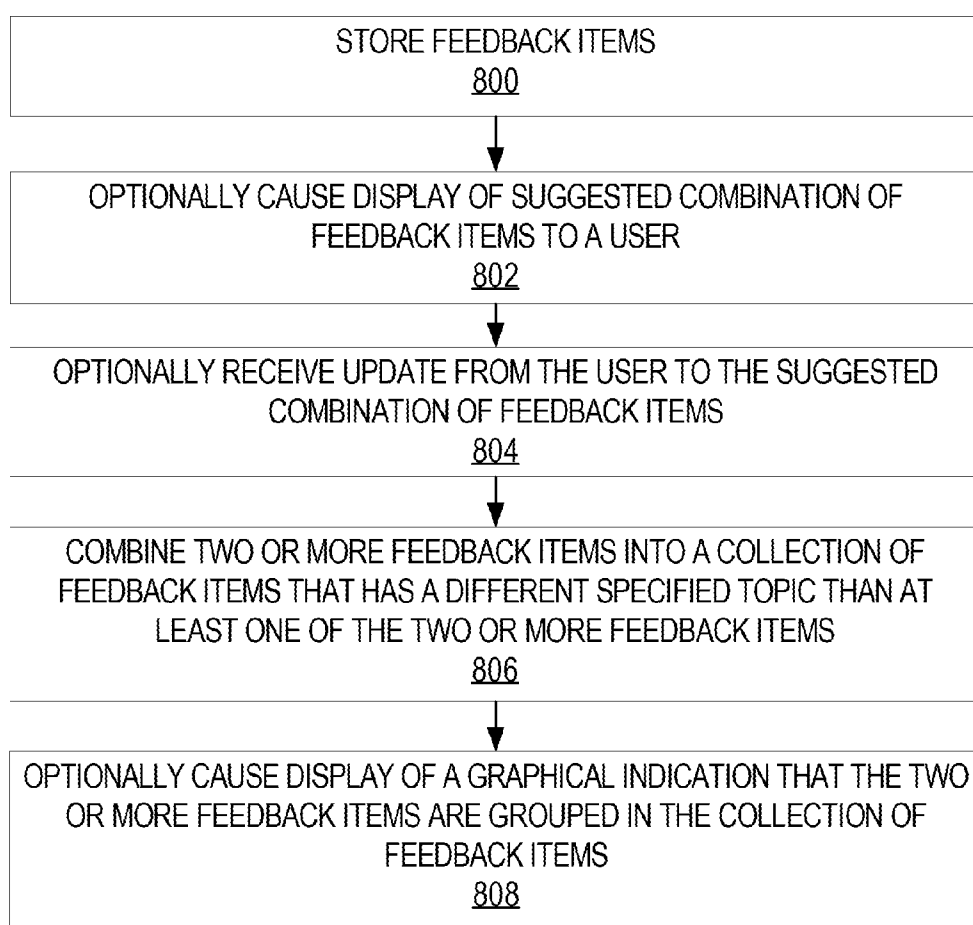 STORE FEEDBACK ITEMS
800
OPTIONALLY CAUSE DISPLAY OF SUGGESTED COMBINATION OF
FEEDBACK ITEMS TO A USER
802
OPTIONALLY RECEIVE UPDATE FROM THE USER TO THE SUGGESTED
COMBINATION OF FEEDBACK ITEMS
804
COMBINE TWO OR MORE FEEDBACK ITEMS INTO A COLLECTION OF
FEEDBACK ITEMS THAT HAS A DIFFERENT SPECIFIED TOPIC THAN AT
LEAST ONE OF THE TWO OR MORE FEEDBACK ITEMS
806
OPTIONALLY CAUSE DISPLAY OF A GRAPHICAL INDICATION THAT THE TWO
OR MORE FEEDBACK ITEMS ARE GROUPED IN THE COLLECTION OF
FEEDBACK ITEMS
808